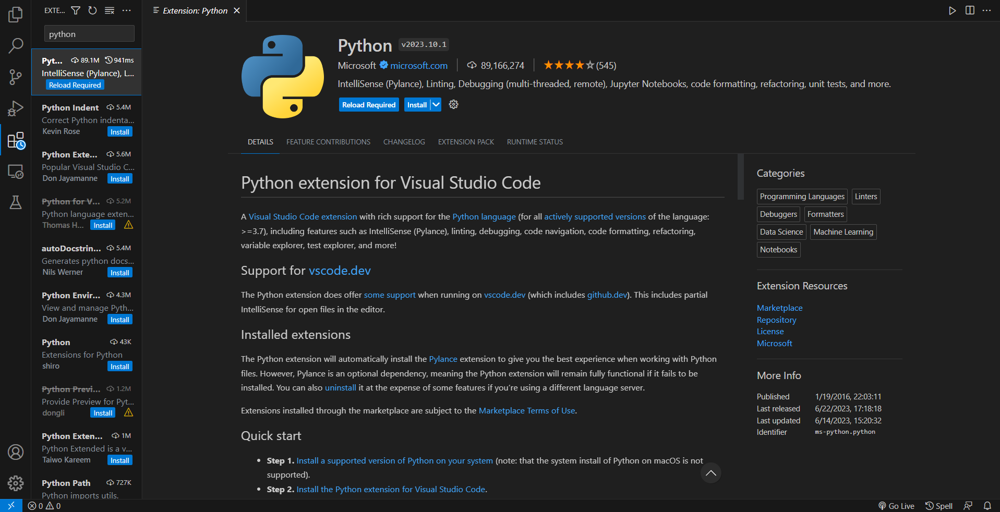 EXTE...
python
Pyt... 89.1M 941ms
IntelliSense (Pylance), L...
Reload Required
Python Indent 5.4M
Correct Python indenta...
Kevin Rose Install
Python Exte... 5.6M
Popular Visual Studio C...
Don Jayamanne Install
Python for V... 5.2M
Python language exten...
Thomas H... Install
autoDocstrin... 5.4M
Generates python docs...
Nils Werner Install
Python Envir... 4.3M
View and manage Pyth...
Don Jayamanne Install
Python 43K
Extensions for Python
shiro Install
Python Previ... 1.2M
Provide Preview for Pyt...
dongli Install
Python Exten... 1M
Python Extended is a v...
Taiwo Kareem Install
Python Path 727K
Python imports utils.
Extension: Python
Python v2023.10.1
Microsoft microsoft.com 89,166,274 (545)
IntelliSense (Pylance), Linting, Debugging (multi-threaded, remote), Jupyter Notebooks, code formatting, refactoring, unit tests, and more.
Reload Required Install
DETAILS FEATURE CONTRIBUTIONS CHANGELOG EXTENSION PACK RUNTIME STATUS
Python extension for Visual Studio Code
A Visual Studio Code extension with rich support for the Python language (for all actively supported versions of the language:
>=3.7), including features such as IntelliSense (Pylance), linting, debugging, code navigation, code formatting, refactoring,
variable explorer, test explorer, and more!
Support for vscode.dev
The Python extension does offer some support when running on vscode.dev (which includes github.dev). This includes partial
IntelliSense for open files in the editor.
Installed extensions
The Python extension will automatically install the Pylance extension to give you the best experience when working with Python
files. However, Pylance is an optional dependency, meaning the Python extension will remain fully functional if it fails to be
installed. You can also uninstall it at the expense of some features if you’re using a different language server.
Extensions installed through the marketplace are subject to the Marketplace Terms of Use.
Quick start
• Step 1. Install a supported version of Python on your system (note: that the system install of Python on macOS is not
supported).
• Step 2. Install the Python extension for Visual Studio Code.
Categories
Programming Languages Linters
Debuggers Formatters
Data Science Machine Learning
Notebooks
Extension Resources
Marketplace
Repository
License
Microsoft
More Info
Published 1/19/2016, 22:03:11
Last released 6/22/2023, 17:18:18
Last updated 6/14/2023, 15:20:32
Identifier ms-python.python
0 0
Go Live Spell